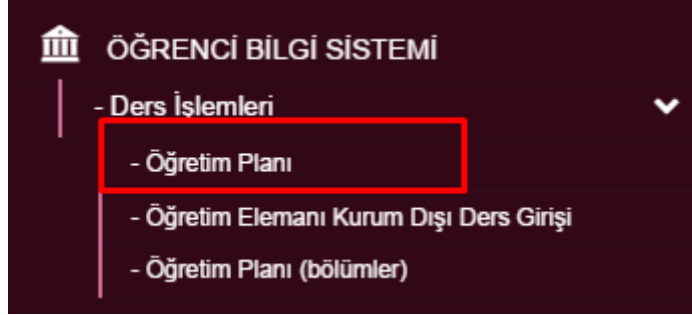 ÖĞRENCİ BİLGİ SİSTEMİ
- Ders İşlemleri
- Öğretim Planı
- Öğretim Elemanı Kurum Dışı Ders Girişi
- Öğretim Planı (bölümler)